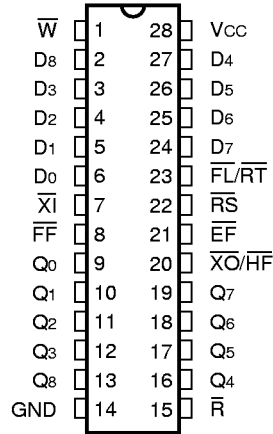 W̅ 1 28 VCC
D8 2 27 D4
D3 3 26 D5
D2 4 25 D6
D1 5 24 D7
D0 6 23 F̅L̅/R̅T̅
X̅I̅ 7 22 R̅S̅
F̅F̅ 8 21 E̅F̅
Q0 9 20 X̅O̅/H̅F̅
Q1 10 19 Q7
Q2 11 18 Q6
Q3 12 17 Q5
Q8 13 16 Q4
GND 14 15 R̅